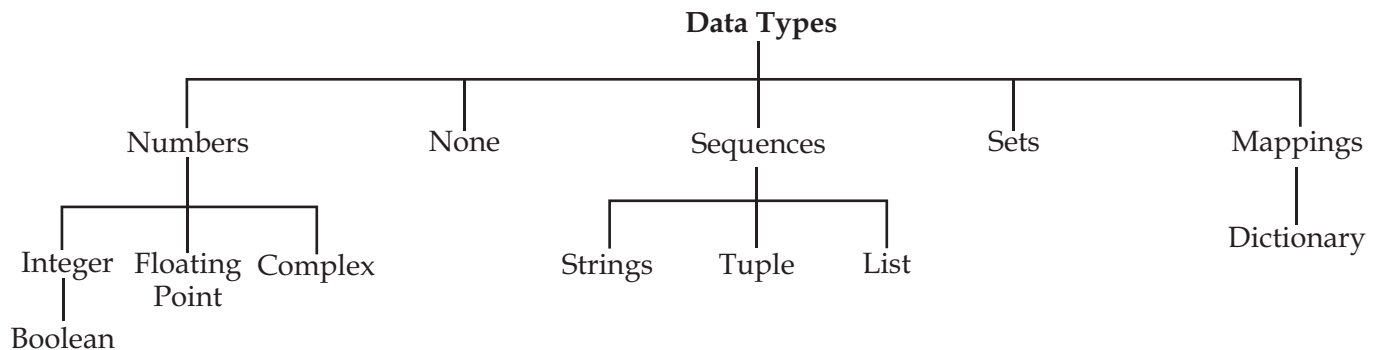 Data Types
Numbers None Sequences Sets Mappings
Integer Floating Point Complex Strings Tuple List Dictionary
Boolean